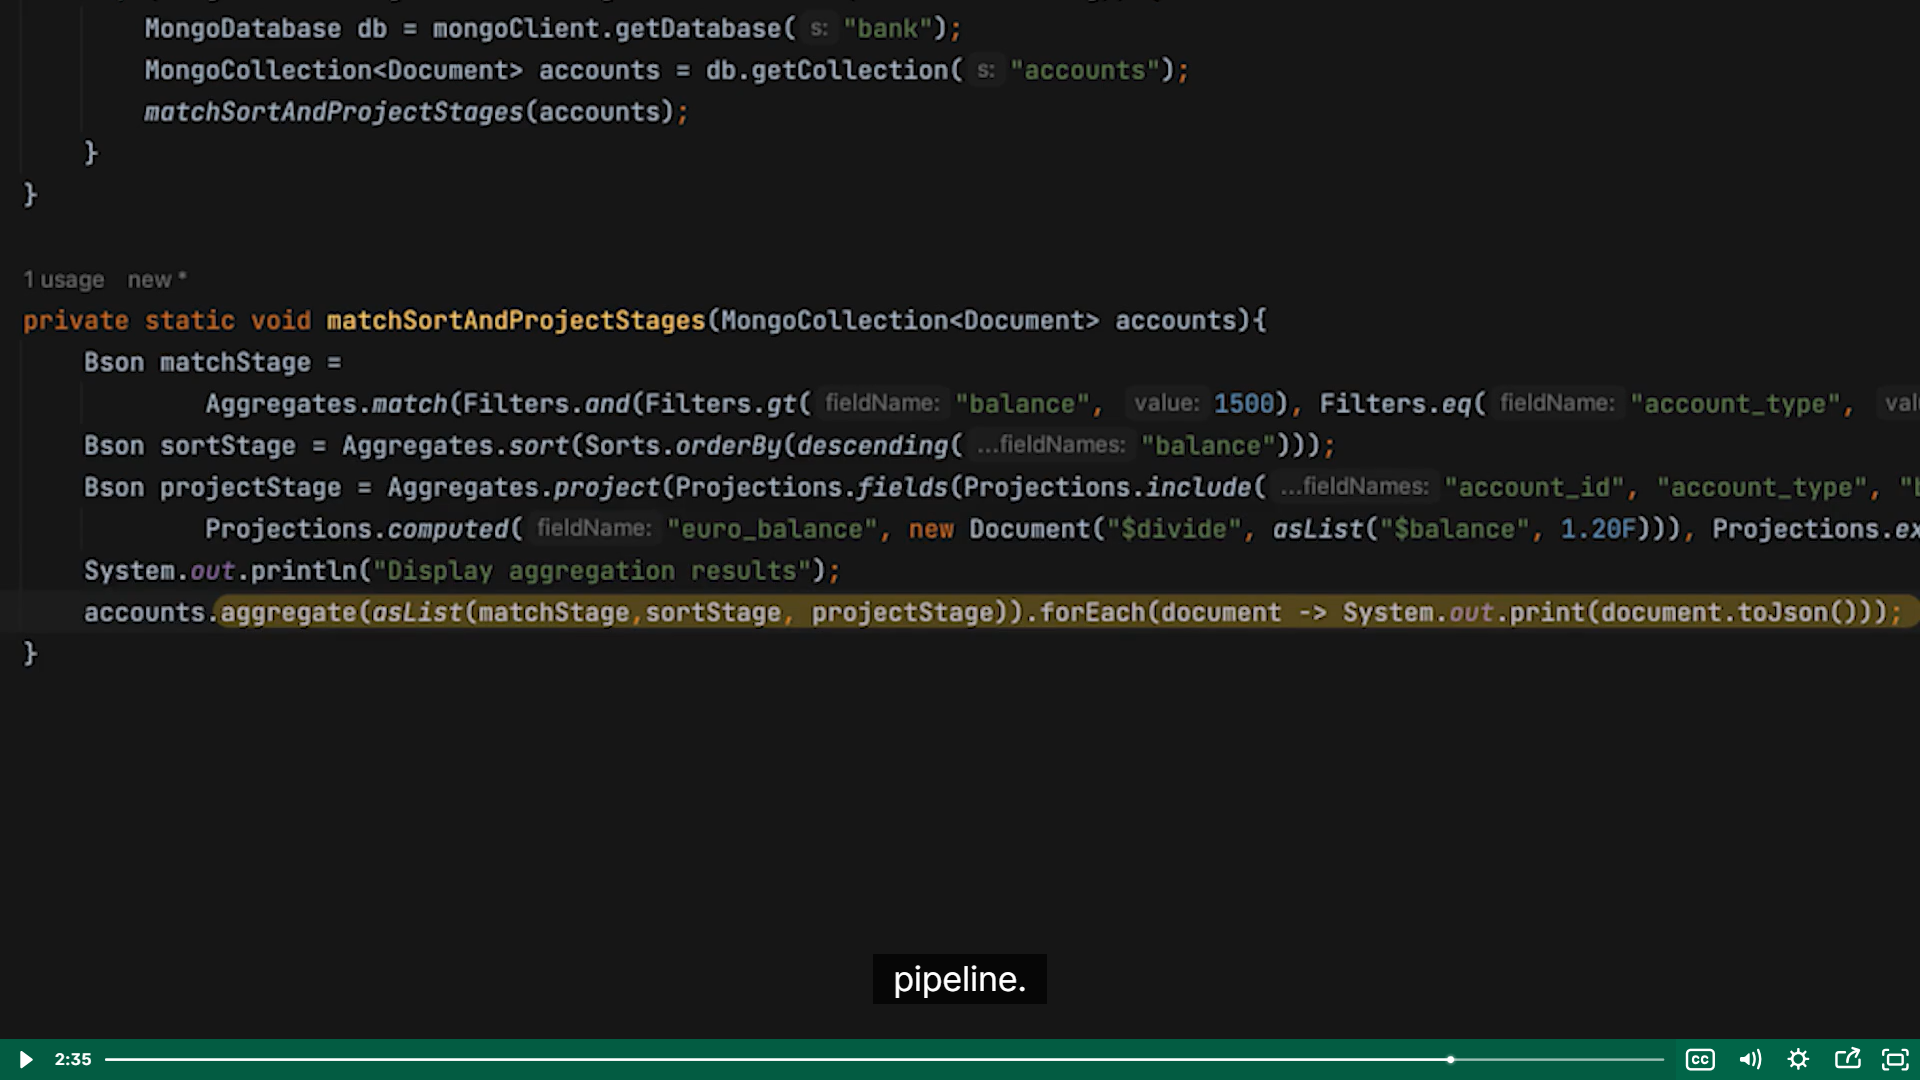 MongoDatabase db = mongoClient.getDatabase( s: "bank");
MongoCollection<Document> accounts = db.getCollection( s: "accounts");
matchSortAndProjectStages(accounts);
}
}
1 usage new *
private static void matchSortAndProjectStages(MongoCollection<Document> accounts){
Bson matchStage =
Aggregates.match(Filters.and(Filters.gt( fieldName: "balance", value: 1500), Filters.eq( fieldName: "account_type",
Bson sortStage = Aggregates.sort(Sorts.orderBy(descending( ...fieldNames: "balance")));
Bson projectStage = Aggregates.project(Projections.fields(Projections.include( ...fieldNames: "account_id", "account_type",
Projections.computed( fieldName: "euro_balance", new Document("$divide", asList("$balance", 1.20F))), Projections.ex
System.out.println("Display aggregation results");
accounts.aggregate(asList(matchStage,sortStage, projectStage)).forEach(document -> System.out.print(document.toJson()));
}
pipeline.
2:35
CC